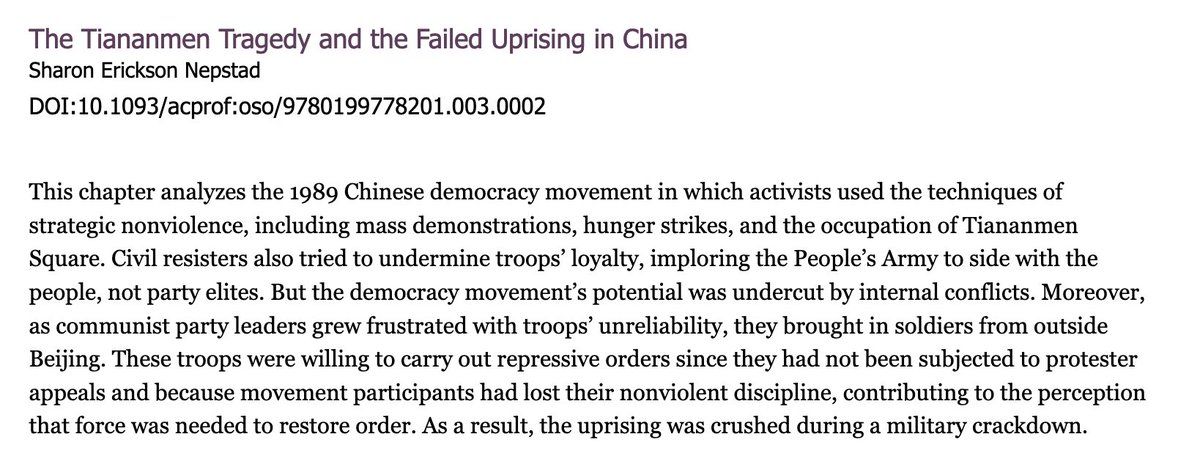 The Tiananmen Tragedy and the Failed Uprising in China
Sharon Erickson Nepstad
DOI:10.1093/acprof:oso/9780199778201.003.0002
This chapter analyzes the 1989 Chinese democracy movement in which activists used the techniques of
strategic nonviolence, including mass demonstrations, hunger strikes, and the occupation of Tiananmen
Square. Civil resisters also tried to undermine troops’ loyalty, imploring the People’s Army to side with the
people, not party elites. But the democracy movement’s potential was undercut by internal conflicts. Moreover,
as communist party leaders grew frustrated with troops’ unreliability, they brought in soldiers from outside
Beijing. These troops were willing to carry out repressive orders since they had not been subjected to protester
appeals and because movement participants had lost their nonviolent discipline, contributing to the perception
that force was needed to restore order. As a result, the uprising was crushed during a military crackdown.